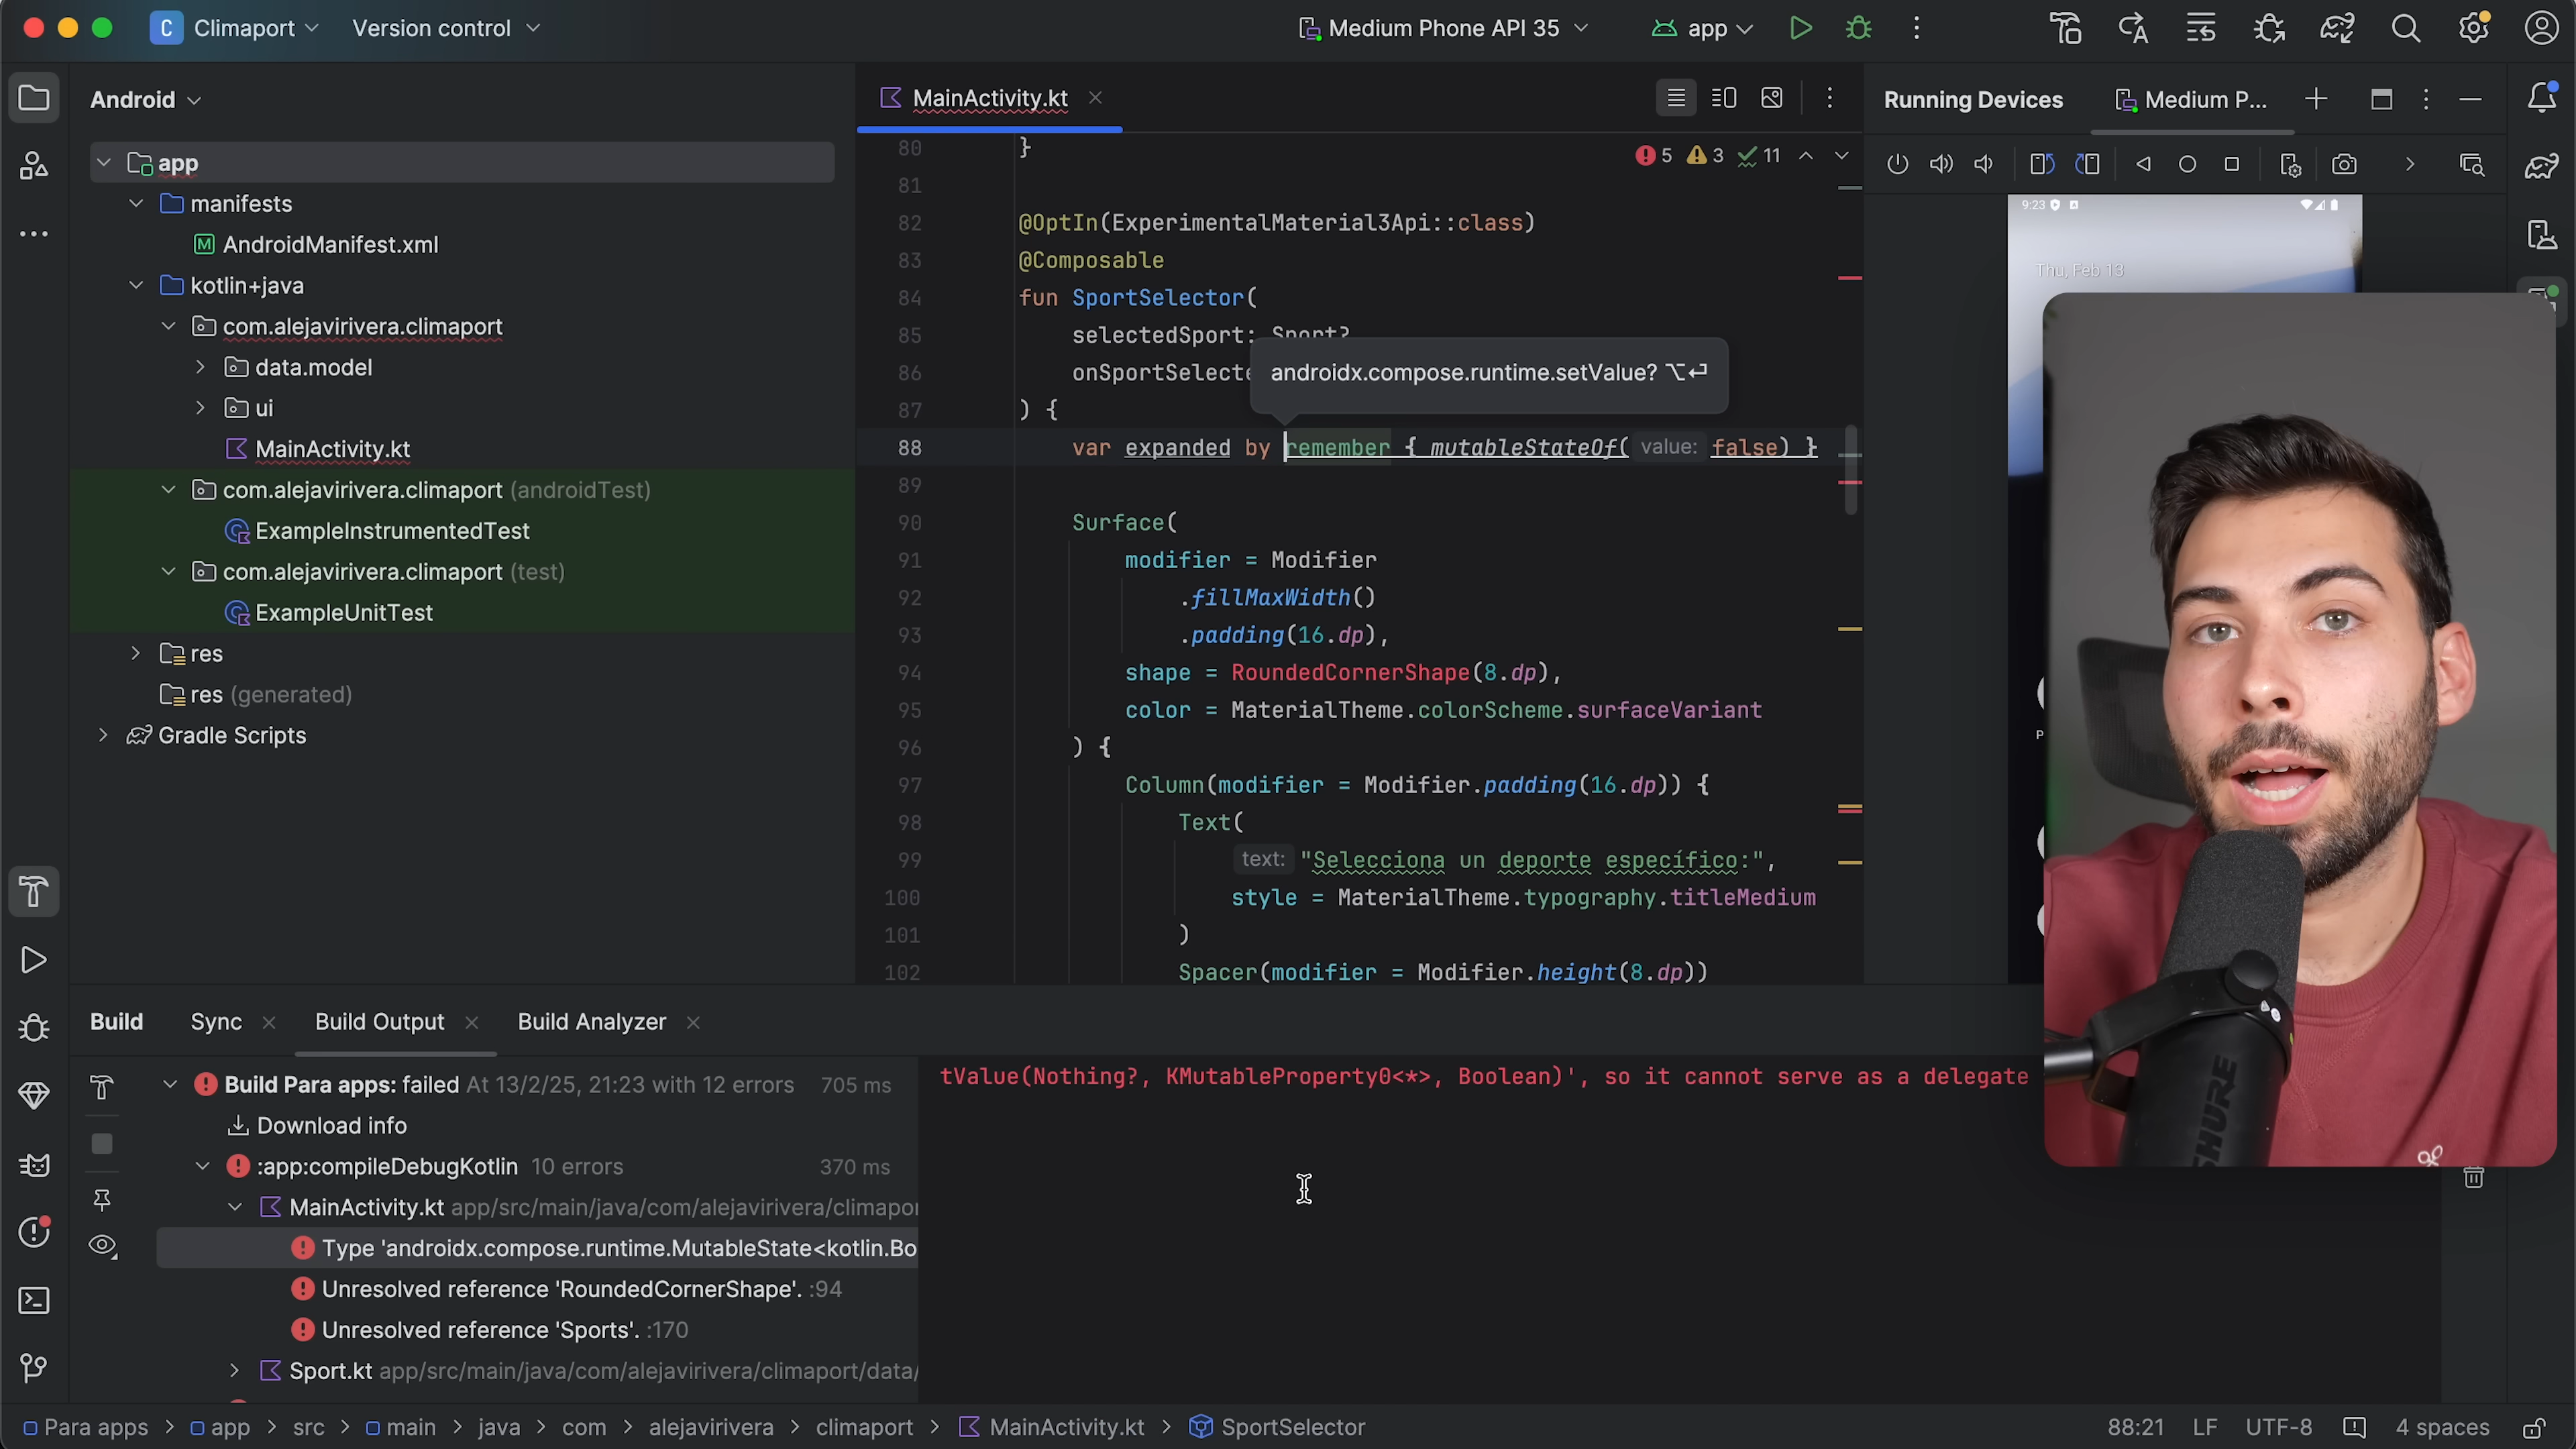 C Climaport Version control Medium Phone API 35 app
Android
app
manifests
AndroidManifest.xml
kotlin+java
com.alejavirivera.climaport
data.model
ui
MainActivity.kt
com.alejavirivera.climaport (androidTest)
ExampleInstrumentedTest
com.alejavirivera.climaport (test)
ExampleUnitTest
res
res (generated)
Gradle Scripts
MainActivity.kt
5 3 11
80 }
81
82 @OptIn(ExperimentalMaterial3Api::class)
83 @Composable
84 fun SportSelector(
85 selectedSport: Sport?
86 onSportSelecte
androidx.compose.runtime.setValue? ⌥⏎
87 ) {
88 var expanded by remember { mutableStateOf( value: false) }
89
90 Surface(
91 modifier = Modifier
92 .fillMaxWidth()
93 .padding(16.dp),
94 shape = RoundedCornerShape(8.dp),
95 color = MaterialTheme.colorScheme.surfaceVariant
96 ) {
97 Column(modifier = Modifier.padding(16.dp)) {
98 Text(
99 text: "Selecciona un deporte específico:",
100 style = MaterialTheme.typography.titleMedium
101 )
102 Spacer(modifier = Modifier.height(8.dp))
Running Devices Medium P...
9:23
Thu, Feb 13
P
SHURE
Build Sync Build Output Build Analyzer
Build Para apps: failed At 13/2/25, 21:23 with 12 errors 705 ms
Download info
:app:compileDebugKotlin 10 errors 370 ms
MainActivity.kt app/src/main/java/com/alejavirivera/climapor
Type 'androidx.compose.runtime.MutableState<kotlin.Bo
Unresolved reference 'RoundedCornerShape'. :94
Unresolved reference 'Sports'. :170
Sport.kt app/src/main/java/com/alejavirivera/climaport/data/
tValue(Nothing?, KMutableProperty0<*>, Boolean)', so it cannot serve as a delegate
Para apps > app > src > main > java > com > alejavirivera > climaport > MainActivity.kt > SportSelector
88:21 LF UTF-8 4 spaces